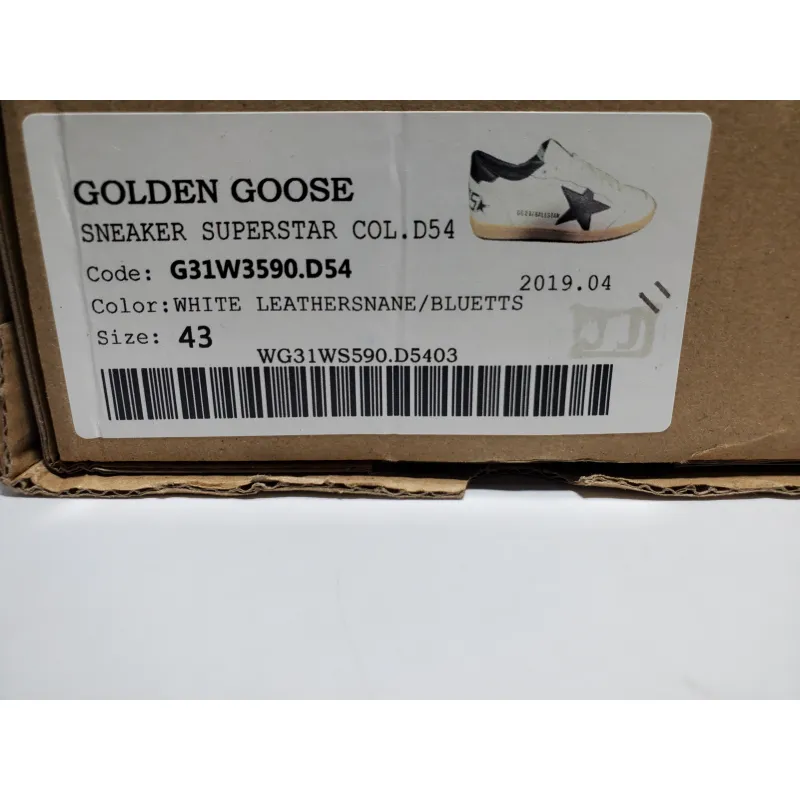 GOLDEN GOOSE
SNEAKER SUPERSTAR COL.D54
Code: G31W3590.D54
2019.04
Color:WHITE LEATHERSNANE/BLUETTS
Size: 43
WG31WS590.D5403